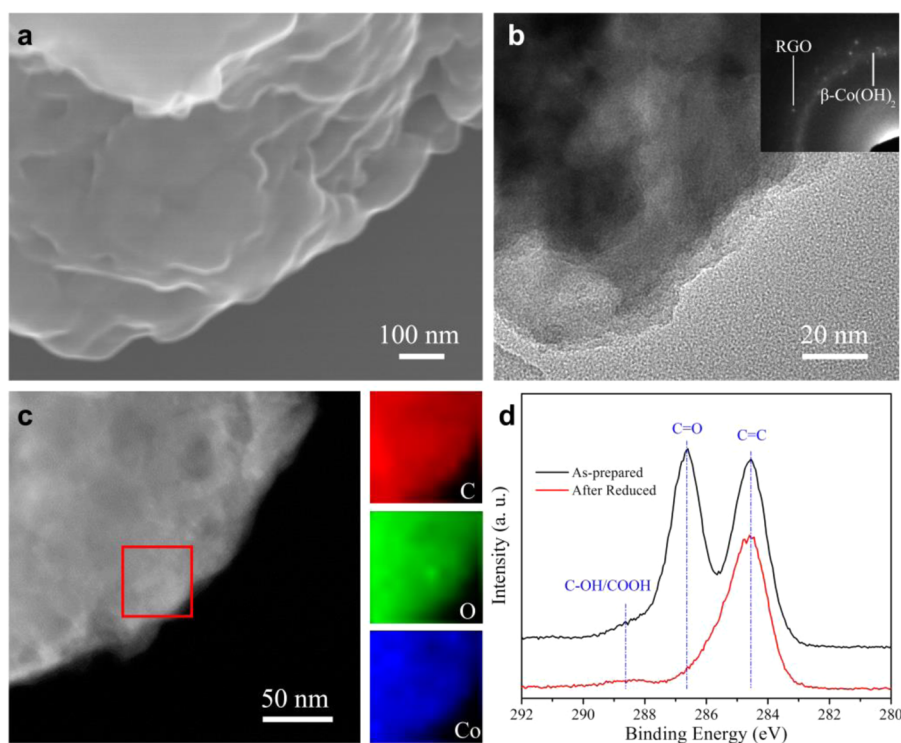 a
100 nm
b
RGO
β-Co(OH)₂
20 nm
c
50 nm
C
O
Co
d
C=O
C=C
As-prepared
After Reduced
C-OH/COOH
Intensity (a. u.)
292 290 288 286 284 282 280
Binding Energy (eV)